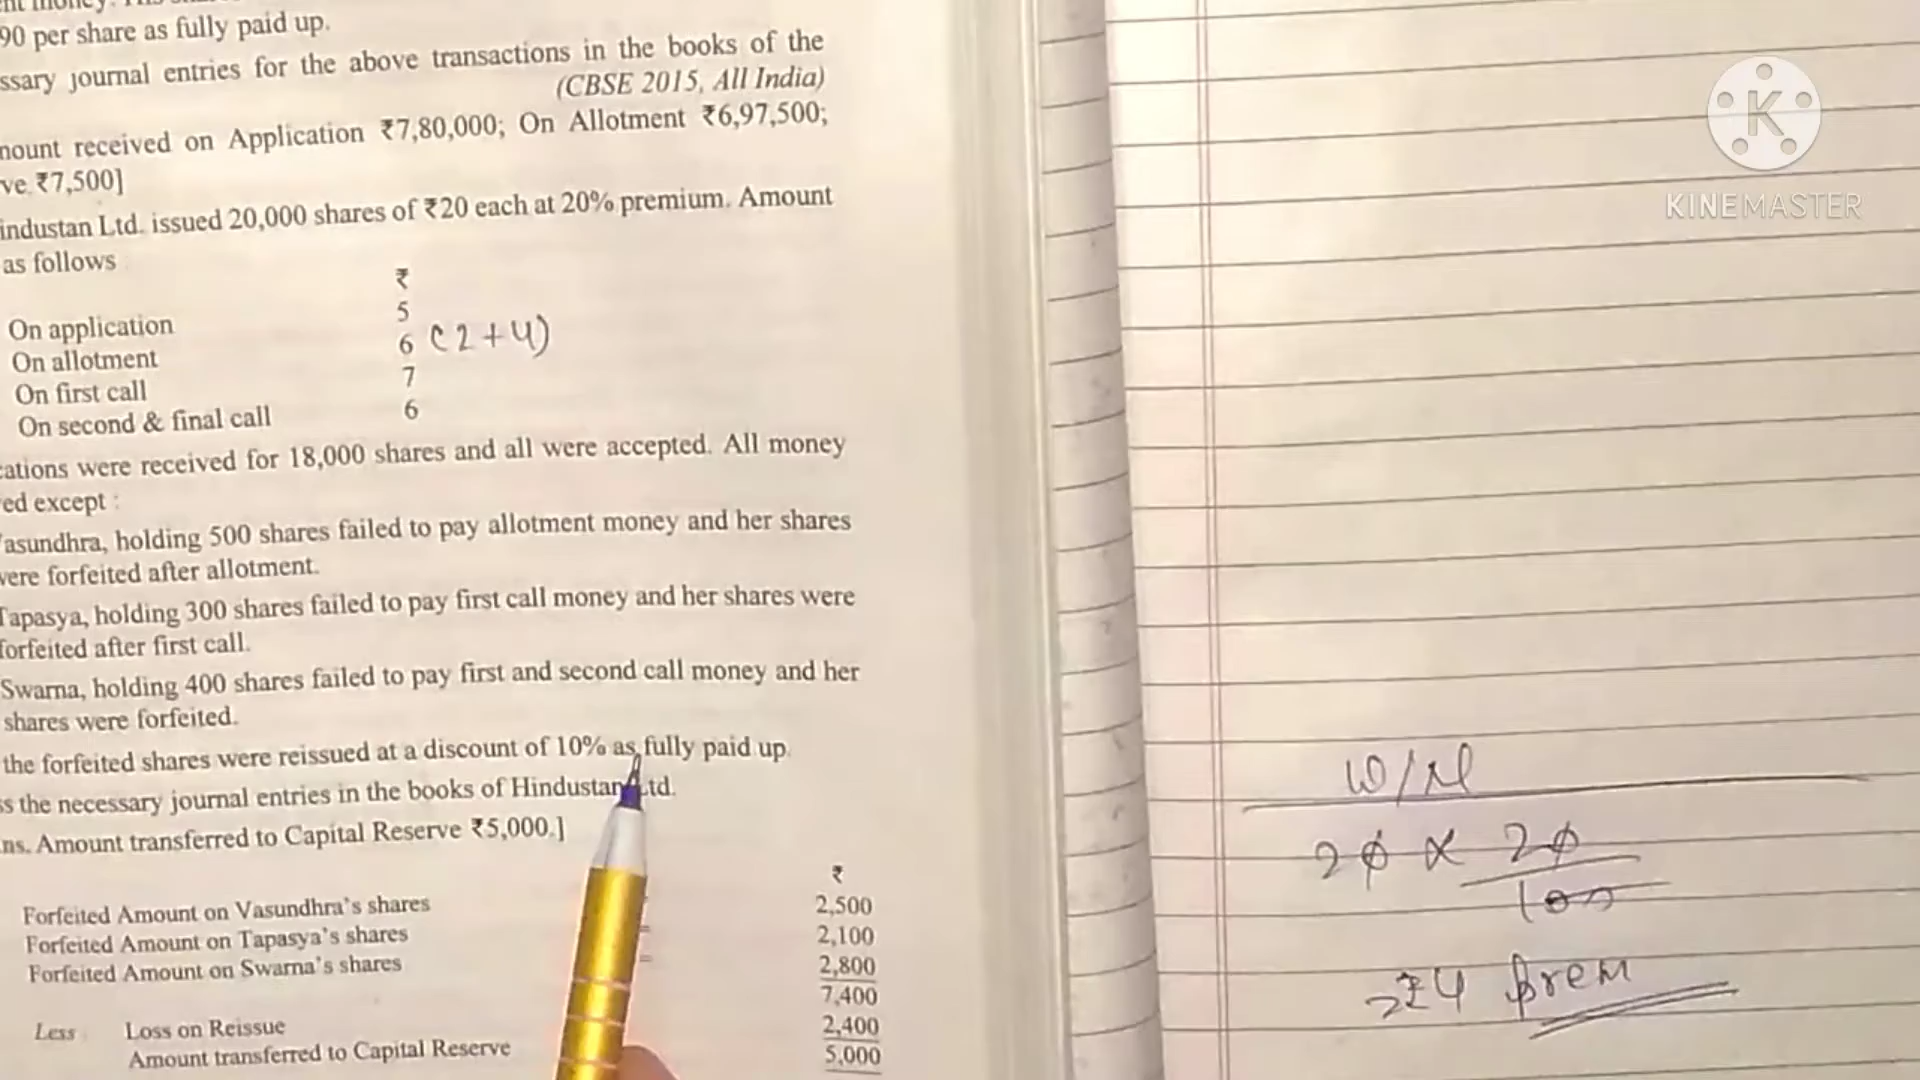 90 per share as fully paid up.
ssary journal entries for the above transactions in the books of the
(CBSE 2015, All India)
mount received on Application ₹7,80,000; On Allotment ₹6,97,500;
ve ₹7,500]
industan Ltd. issued 20,000 shares of ₹20 each at 20% premium. Amount
as follows
₹
On application 5
On allotment 6 (2+4)
On first call 7
On second & final call 6
cations were received for 18,000 shares and all were accepted. All money
ed except :
asundhra, holding 500 shares failed to pay allotment money and her shares
were forfeited after allotment.
Tapasya, holding 300 shares failed to pay first call money and her shares were
forfeited after first call.
Swarna, holding 400 shares failed to pay first and second call money and her
shares were forfeited.
the forfeited shares were reissued at a discount of 10% as fully paid up.
ss the necessary journal entries in the books of Hindustan Ltd.
ns. Amount transferred to Capital Reserve ₹5,000.]
₹
Forfeited Amount on Vasundhra's shares = 2,500
Forfeited Amount on Tapasya's shares = 2,100
Forfeited Amount on Swarna's shares = 2,800
7,400
Less Loss on Reissue 2,400
Amount transferred to Capital Reserve 5,000
K
KINEMASTER
W/N
20 × 20
100
₹4 prem